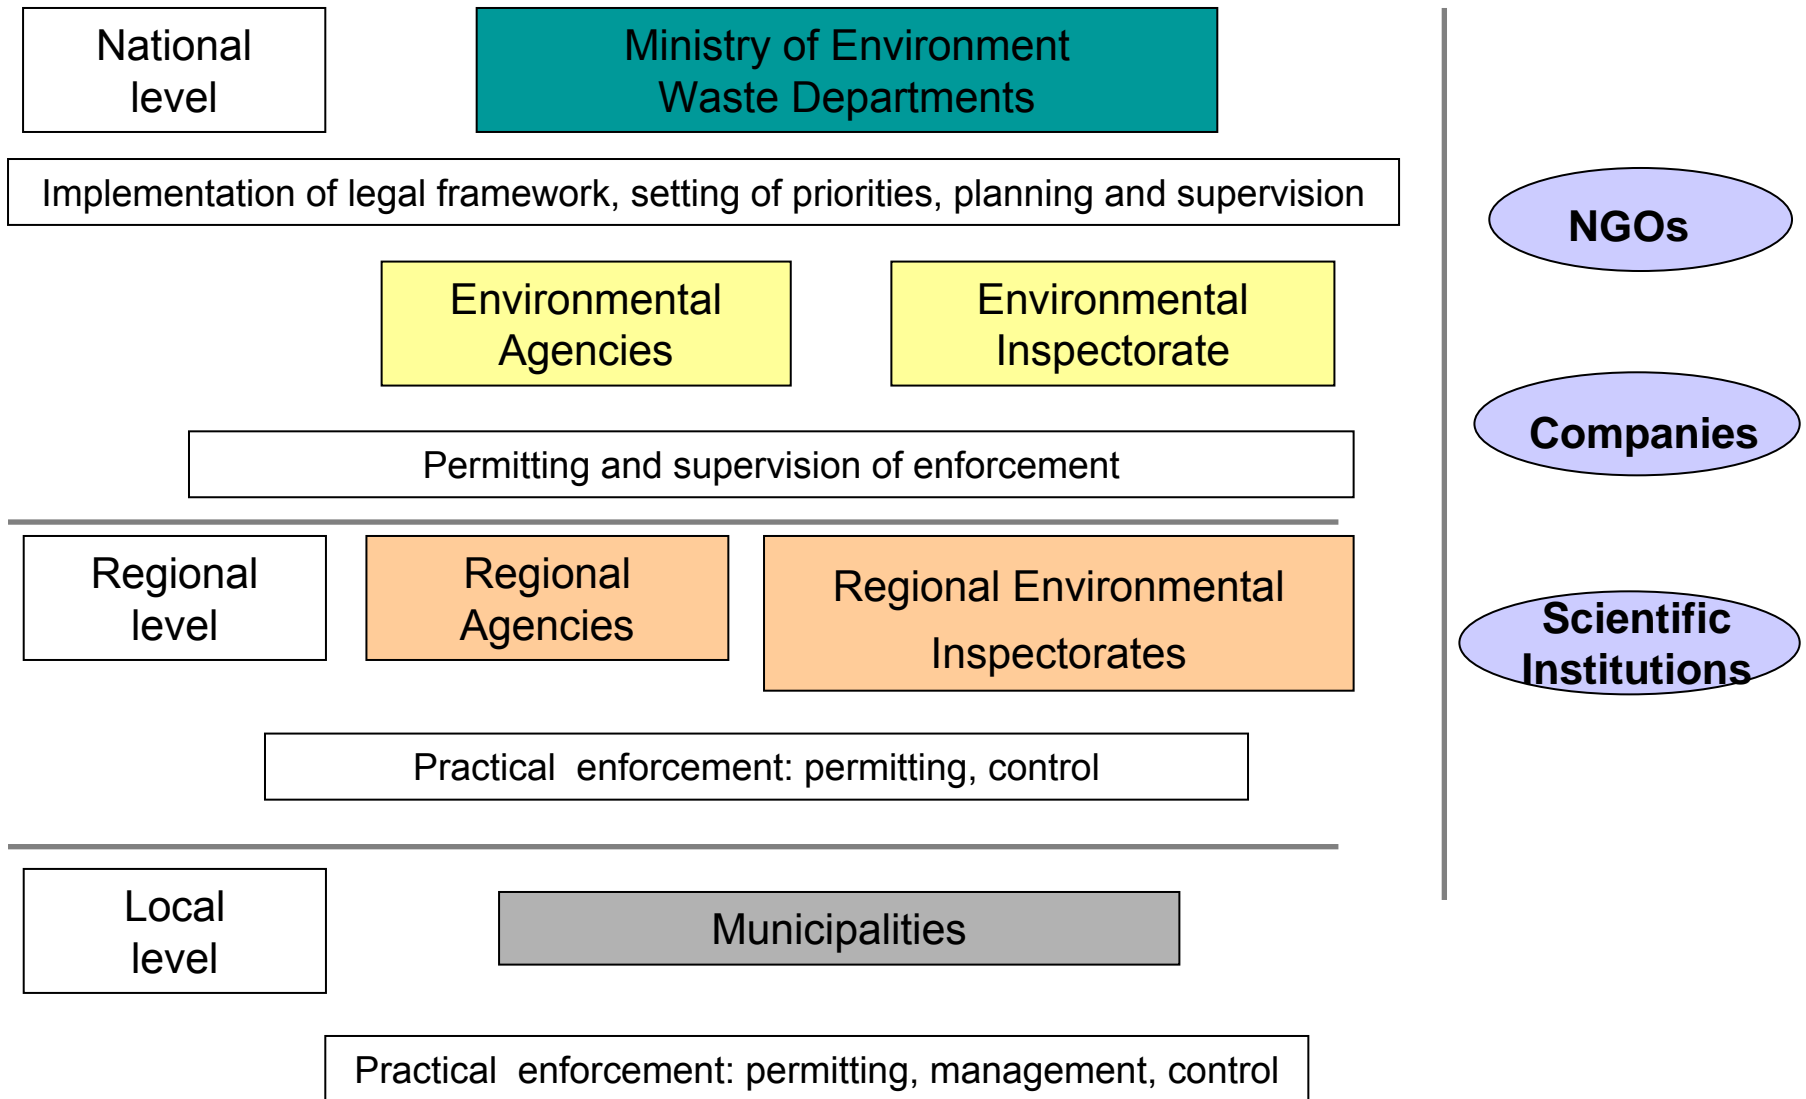 National
level
Ministry of Environment
Waste Departments
Implementation of legal framework, setting of priorities, planning and supervision
Environmental
Agencies
Environmental
Inspectorate
Permitting and supervision of enforcement
Regional
level
Regional
Agencies
Regional Environmental
Inspectorates
Practical  enforcement: permitting, control
Local
level
Municipalities
Practical  enforcement: permitting, management, control
NGOs
Companies
Scientific
Institutions